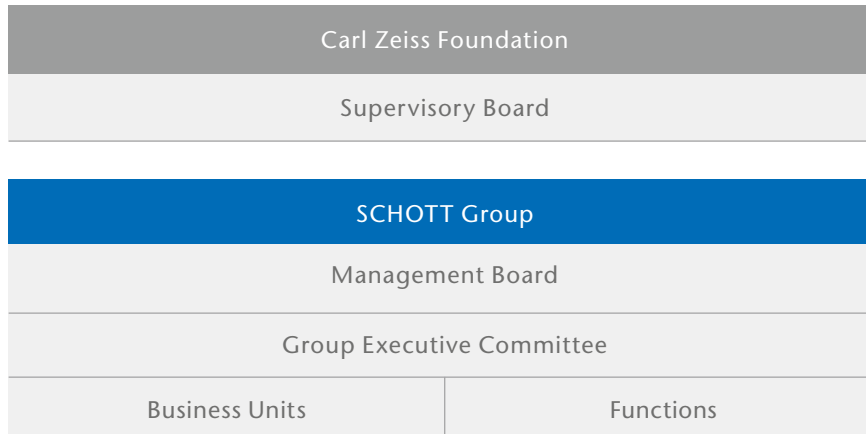 Carl Zeiss Foundation
Supervisory Board
SCHOTT Group
Management Board
Group Executive Committee
Business Units
Functions